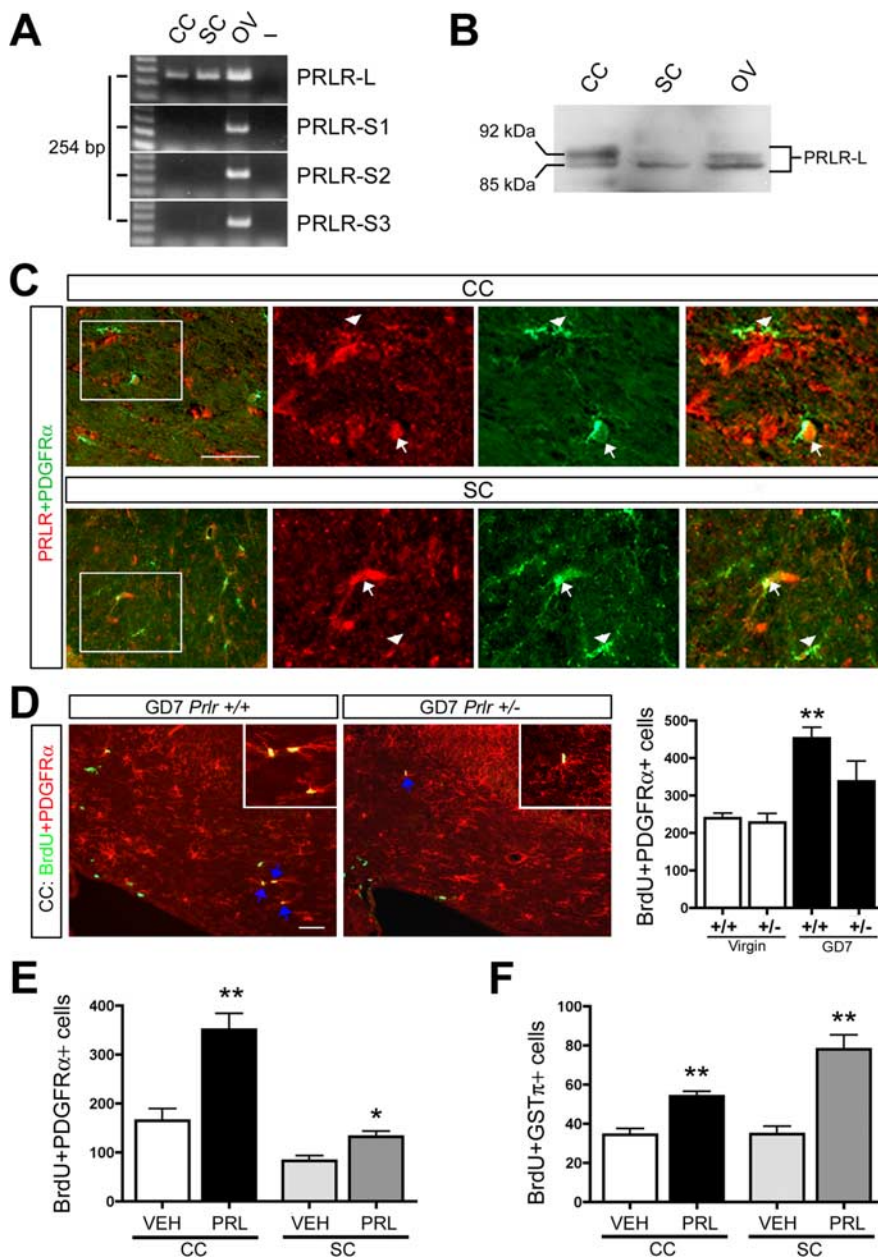 A
CC SC OV –
PRLR-L
PRLR-S1
254 bp
PRLR-S2
PRLR-S3
B
CC SC OV
92 kDa
PRLR-L
85 kDa
C
CC
PRLR+PDGFRα
SC
D
GD7 Prlr +/+
GD7 Prlr +/-
CC: BrdU+PDGFRα
BrdU+PDGFRα+ cells
500
400
300
200
100
0
**
+/+ +/- +/+ +/-
Virgin GD7
E
BrdU+PDGFRα+ cells
400
300
200
100
0
**
*
VEH PRL VEH PRL
CC SC
F
BrdU+GSTπ+ cells
100
80
60
40
20
0
**
**
VEH PRL VEH PRL
CC SC